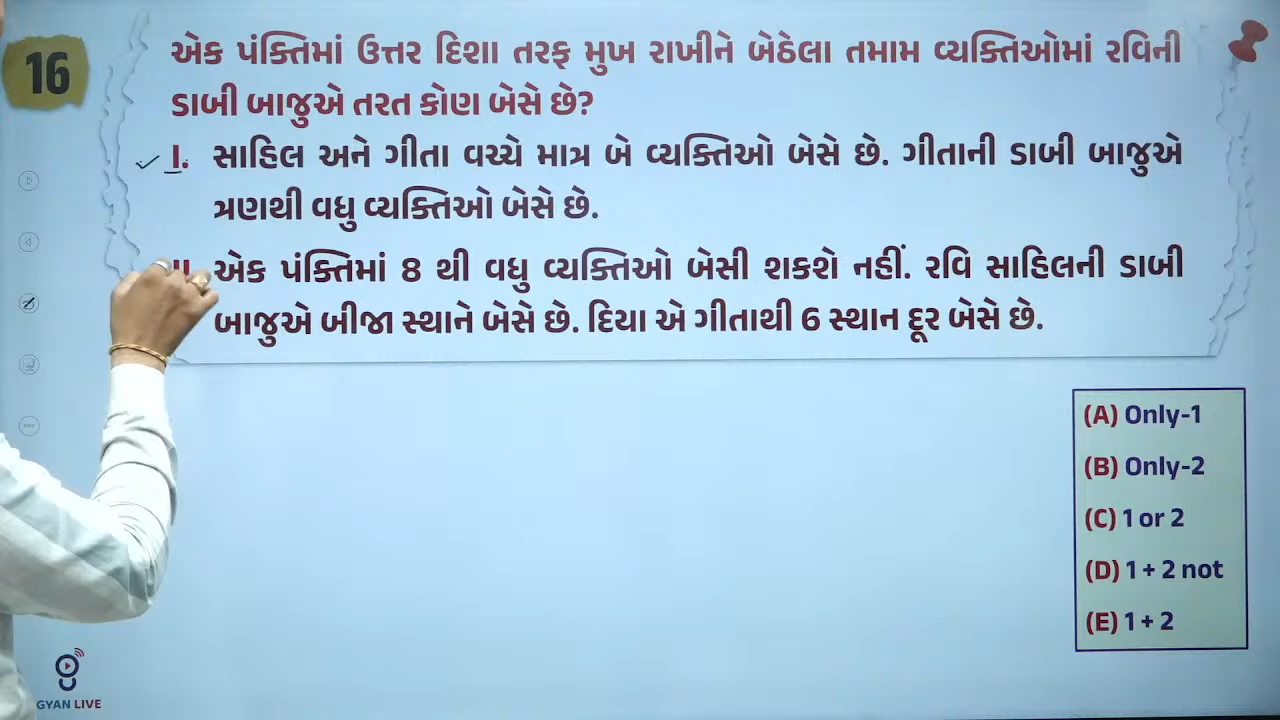 16
એક પંક્તિમાં ઉત્તર દિશા તરફ મુખ રાખીને બેઠેલા તમામ વ્યક્તિઓમાં રવિની
ડાબી બાજુએ તરત કોણ બેસે છે?
I. સાહિલ અને ગીતા વચ્ચે માત્ર બે વ્યક્તિઓ બેસે છે. ગીતાની ડાબી બાજુએ
ત્રણથી વધુ વ્યક્તિઓ બેસે છે.
એક પંક્તિમાં 8 થી વધુ વ્યક્તિઓ બેસી શકશે નહીં. રવિ સાહિલની ડાબી
બાજુએ બીજા સ્થાને બેસે છે. દિયા એ ગીતાથી 6 સ્થાન દૂર બેસે છે.
(A) Only-1
(B) Only-2
(C) 1 or 2
(D) 1 + 2 not
(E) 1 + 2
GYAN LIVE